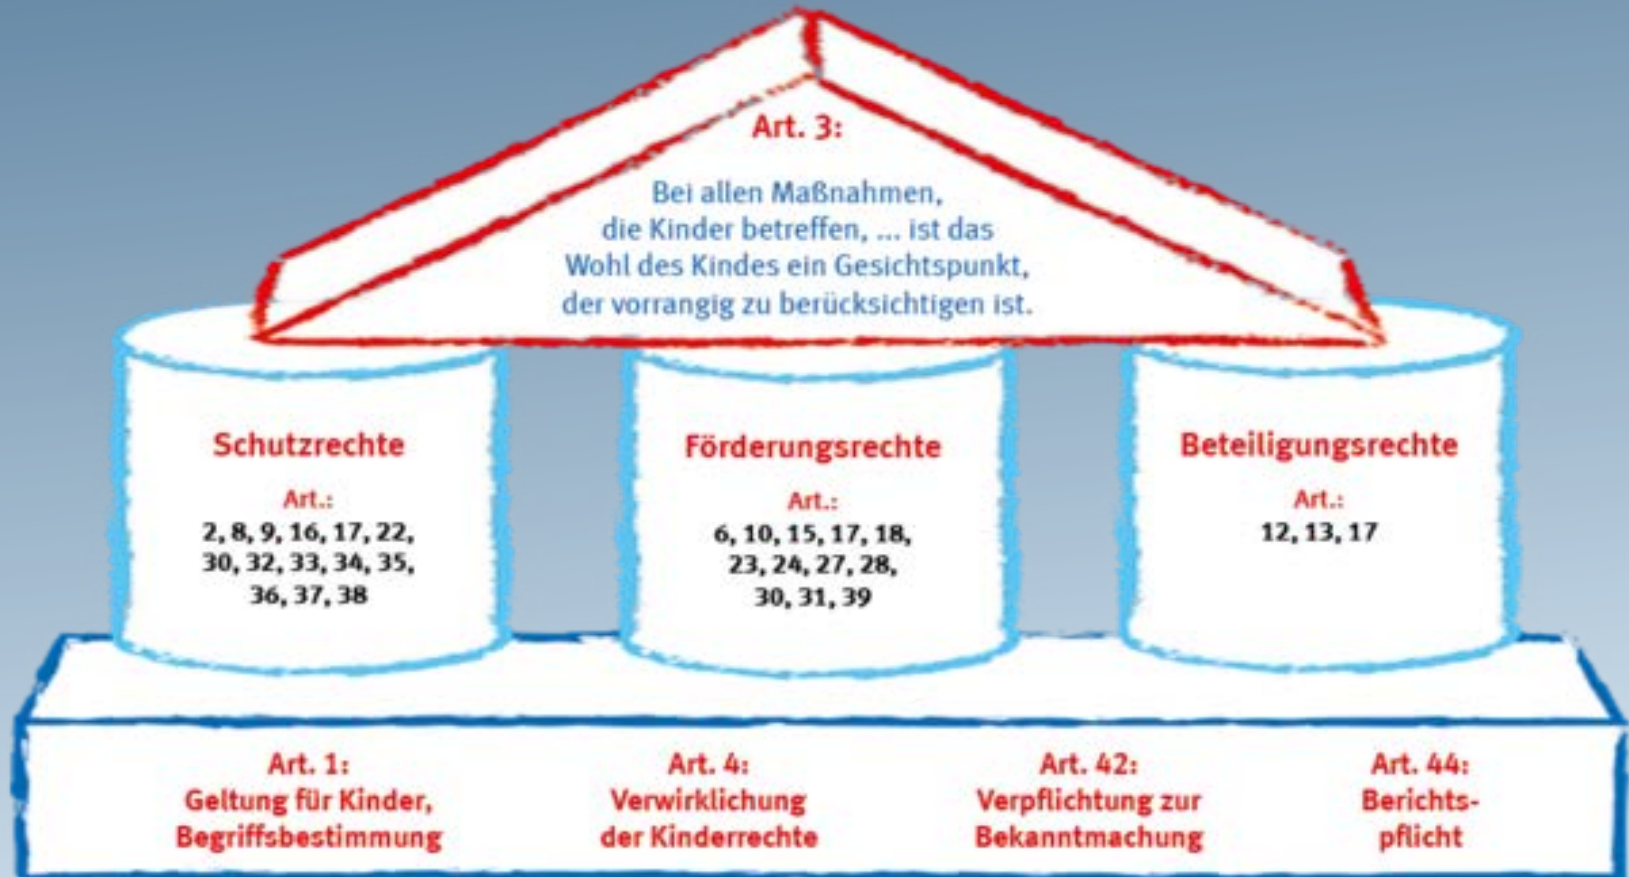 Art. 3:
Bei allen Maßnahmen,
die Kinder betreffen, ... ist das
Wohl des Kindes ein Gesichtspunkt,
der vorrangig zu berücksichtigen ist.
Schutzrechte
Art.:
2, 8, 9, 16, 17, 22,
30, 32, 33, 34, 35,
36, 37, 38
Förderungsrechte
Art.:
6, 10, 15, 17, 18,
23, 24, 27, 28,
30, 31, 39
Beteiligungsrechte
Art.:
12, 13, 17
Art. 1:
Geltung für Kinder,
Begriffsbestimmung
Art. 4:
Verwirklichung
der Kinderrechte
Art. 42:
Verpflichtung zur
Bekanntmachung
Art. 44:
Berichts-
pflicht